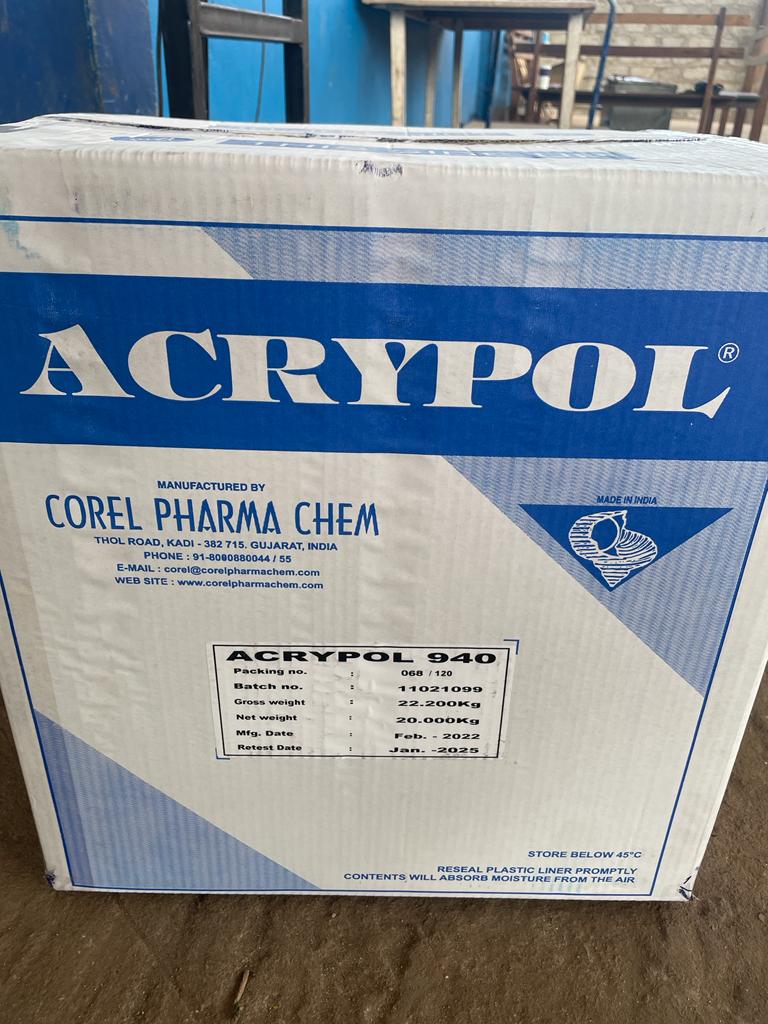 ACRYPOL®
MANUFACTURED BY
COREL PHARMA CHEM
THOL ROAD, KADI - 382 715. GUJARAT, INDIA
PHONE : 91-8080880044 / 55
E-MAIL : corel@corelpharmachem.com
WEB SITE : www.corelpharmachem.com
MADE IN INDIA
ACRYPOL 940
Packing no. : 068 / 120
Batch no. : 11021099
Gross weight : 22.200Kg
Net weight : 20.000Kg
Mfg. Date : Feb. - 2022
Retest Date : Jan. -2025
STORE BELOW 45°C
RESEAL PLASTIC LINER PROMPTLY
CONTENTS WILL ABSORB MOISTURE FROM THE AIR